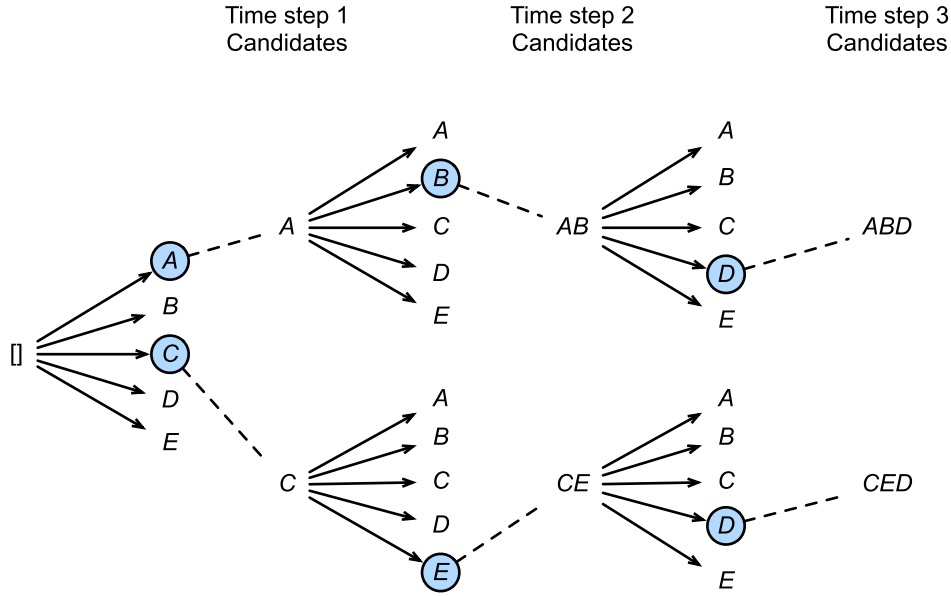 Time step 1
Candidates
Time step 2
Candidates
Time step 3
Candidates
[]
A
B
C
D
E
A
C
A
B
C
D
E
A
B
C
D
E
AB
CE
A
B
C
D
E
A
B
C
D
E
ABD
CED